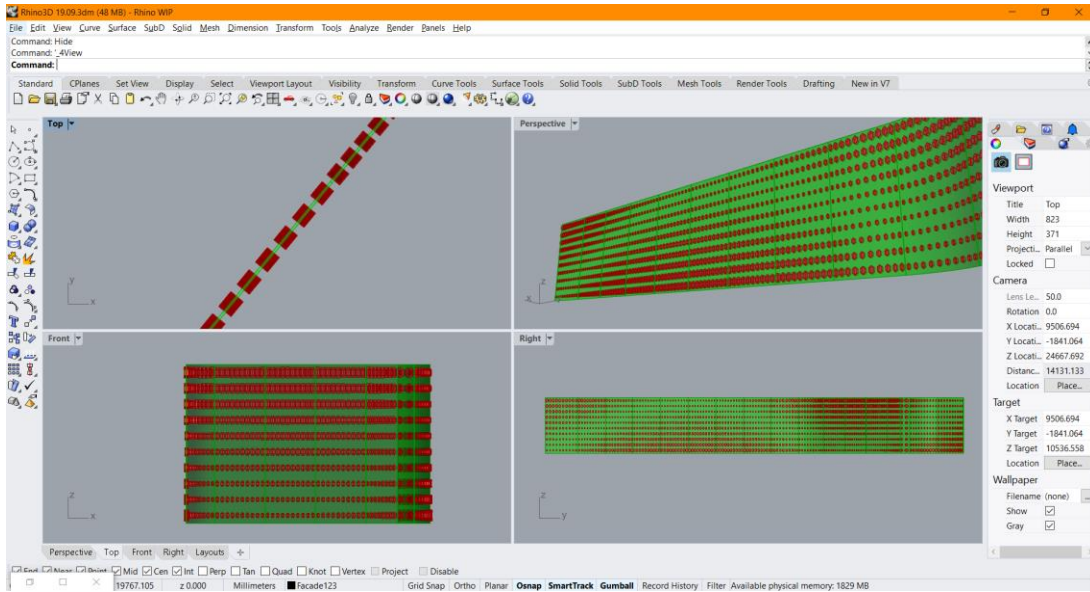 Rhino3D 19.09.3dm (48 MB) - Rhino WIP
File Edit View Curve Surface SubD Solid Mesh Dimension Transform Tools Analyze Render Panels Help
Command: Hide
Command: '_4View
Command:
Standard CPlanes Set View Display Select Viewport Layout Visibility Transform Curve Tools Surface Tools Solid Tools SubD Tools Mesh Tools Render Tools Drafting New in V7
Top
Perspective
Viewport
Title Top
Width 823
Height 371
Projecti... Parallel
Locked
Camera
Lens Le... 50.0
Rotation 0.0
X Locati... 9506.694
Y Locati... -1841.064
Z Locati... 24667.692
Distanc... 14131.133
Location Place...
Target
X Target 9506.694
Y Target -1841.064
Z Target 10536.558
Location Place...
Wallpaper
Filename (none) ...
Show
Gray
y
x
z
x
Front
Right
z
x
z
y
Perspective Top Front Right Layouts
End Near Point Mid Cen Int Perp Tan Quad Knot Vertex Project Disable
19767.105 z 0.000 Millimeters Facade123 Grid Snap Ortho Planar Osnap SmartTrack Gumball Record History Filter Available physical memory: 1829 MB